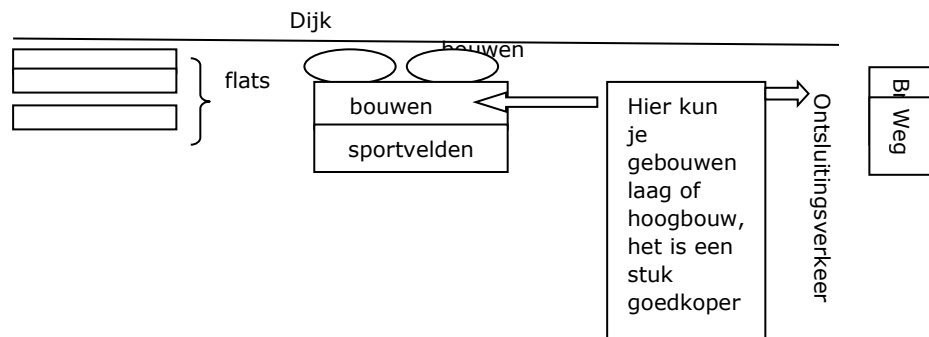 Dijk
bouwen
flats
bouwen
sportvelden
Hier kun
je
gebouwen
laag of
hoogbouw,
het is een
stuk
goedkoper
Ontsluitingsverkeer
Weg